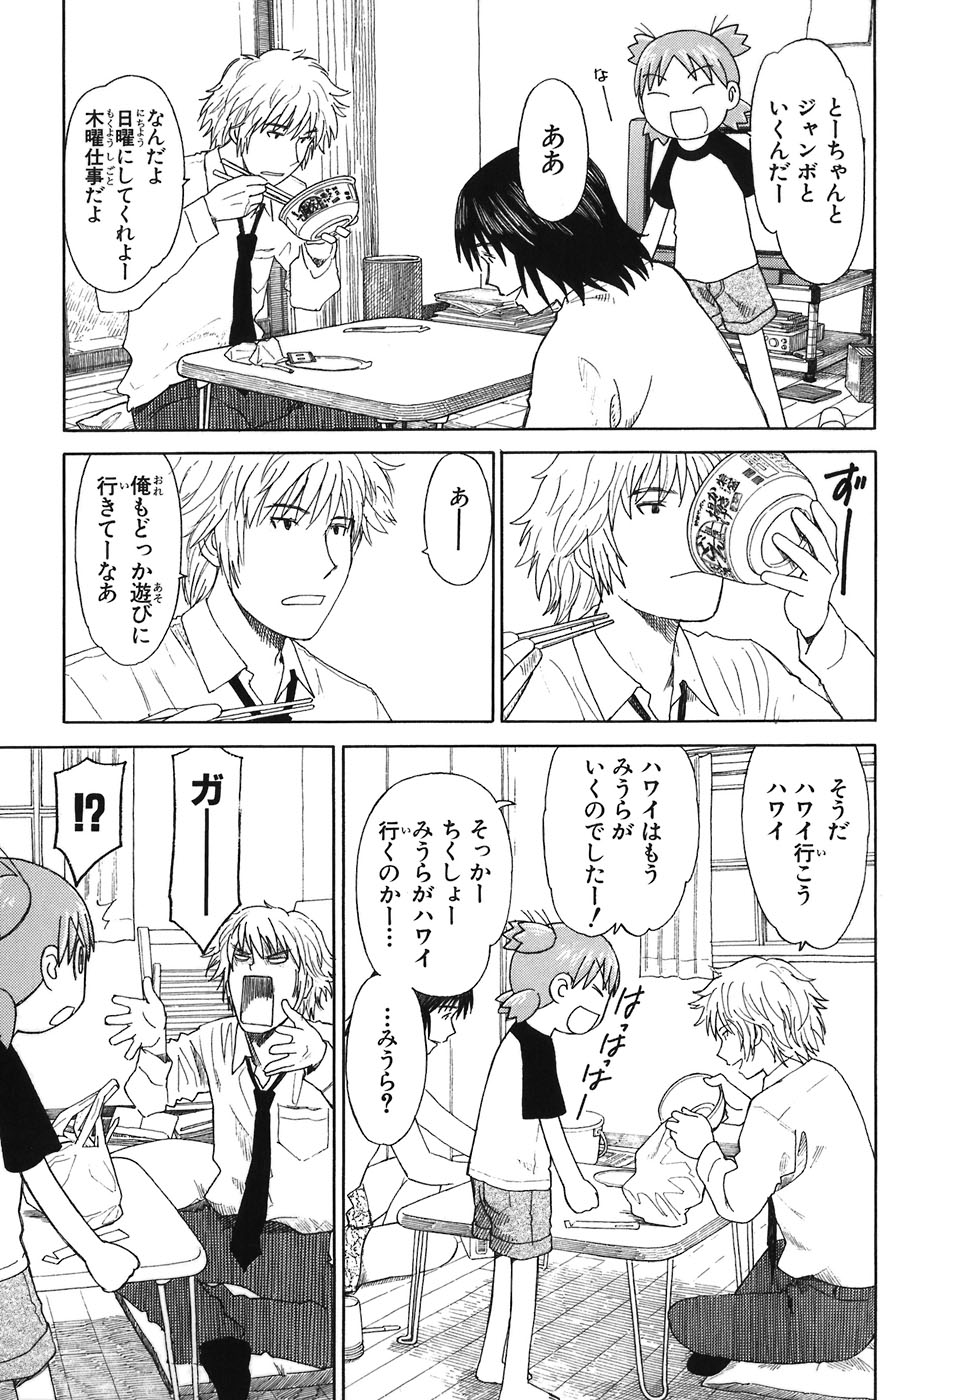 とーちゃんと
ジャンボと
いくんだー
なー
ああ
なんだよ
日曜にしてくれよー
木曜仕事だよ
ずー
あー
俺もどっか遊びに
行きてーなあ
そうだ
ハワイ行こう
ハワイ
ハワイはもう
みうらが
いくのでしたー!
はっはっはー
そっかー
ちくしょー
みうらがハワイ
行くのかー…
…みうら?
ガーー
!?